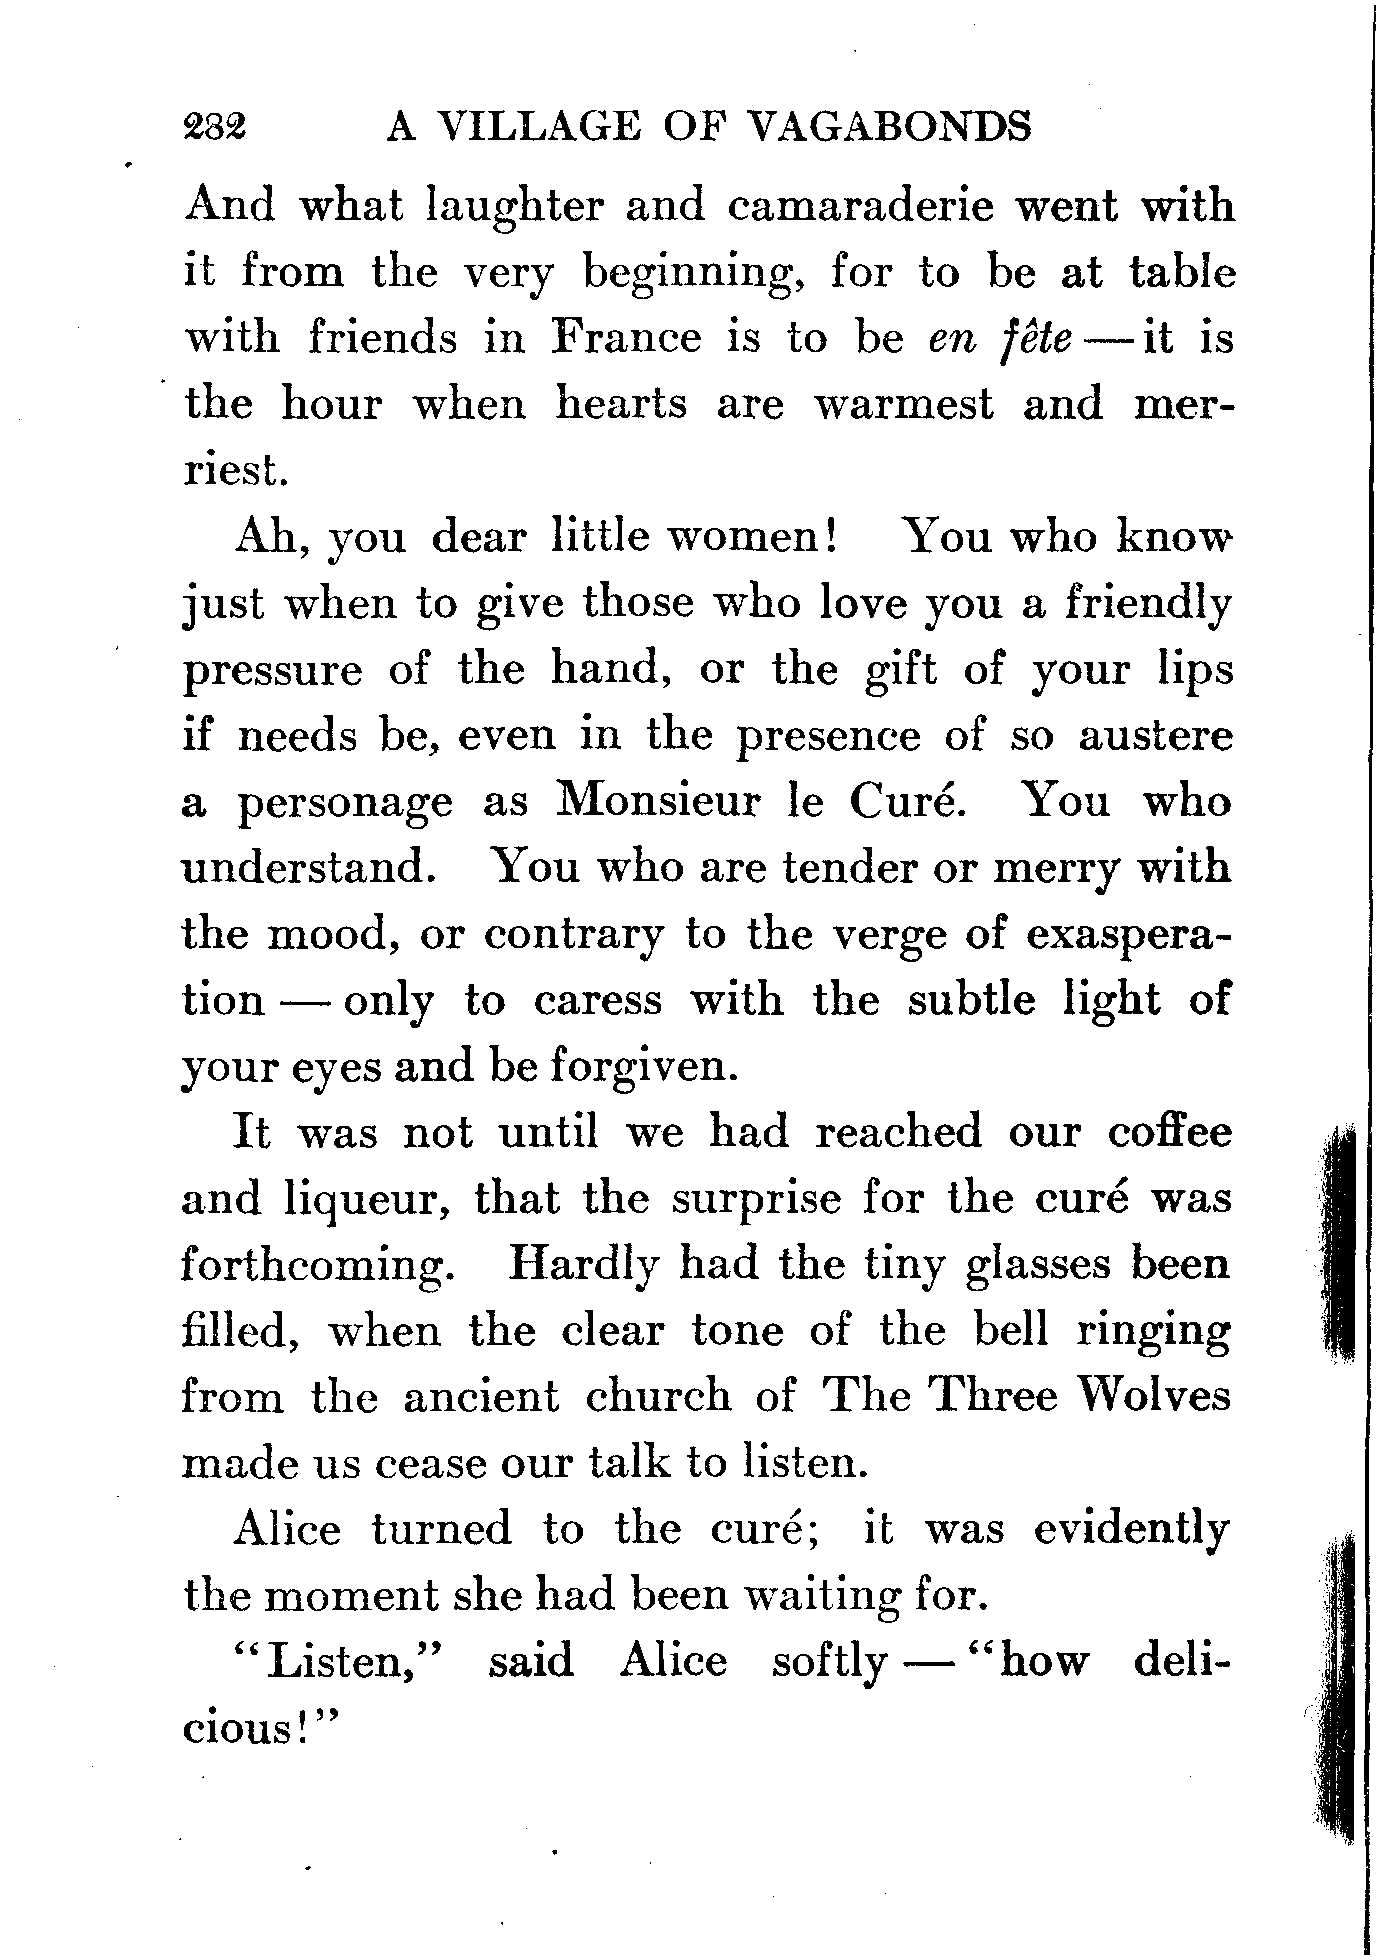 282 A VILLAGE OF VAGABONDS
And what laughter and camaraderie went with
it from the very beginning, for to be at table
with friends in France is to be en fête — it is
the hour when hearts are warmest and mer-
riest.
Ah, you dear little women! You who know
just when to give those who love you a friendly
pressure of the hand, or the gift of your lips
if needs be, even in the presence of so austere
a personage as Monsieur le Curé. You who
understand. You who are tender or merry with
the mood, or contrary to the verge of exaspera-
tion — only to caress with the subtle light of
your eyes and be forgiven.
It was not until we had reached our coffee
and liqueur, that the surprise for the curé was
forthcoming. Hardly had the tiny glasses been
filled, when the clear tone of the bell ringing
from the ancient church of The Three Wolves
made us cease our talk to listen.
Alice turned to the curé; it was evidently
the moment she had been waiting for.
“Listen,” said Alice softly — “how deli-
cious!”